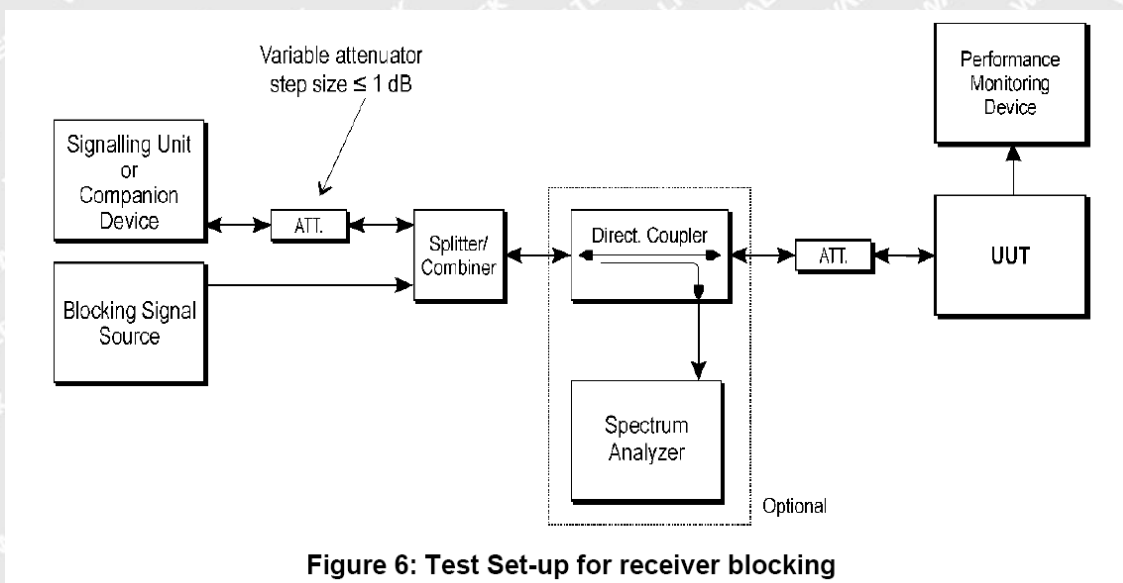 Variable attenuator
step size ≤ 1 dB
Signalling Unit
or
Companion
Device
ATT.
Splitter/
Combiner
Blocking Signal
Source
Direct. Coupler
Spectrum
Analyzer
Optional
ATT.
Performance
Monitoring
Device
UUT
Figure 6: Test Set-up for receiver blocking